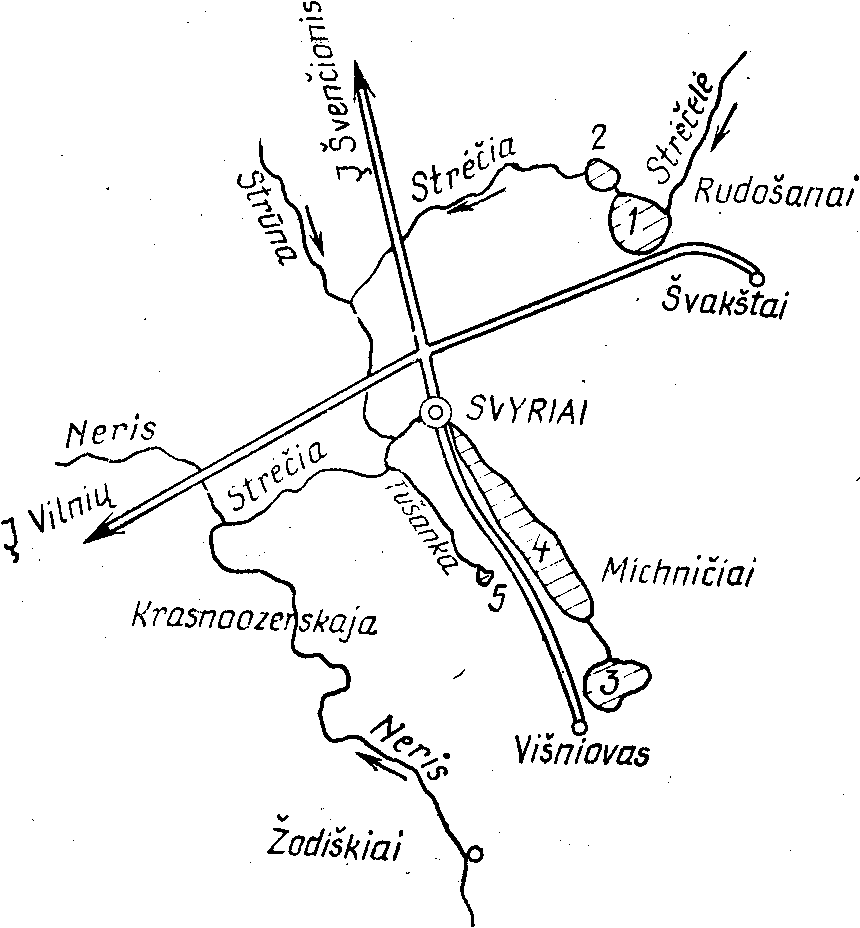 Į Švenčionis
Strėčelė
2
Strėčia
Rudošanai
1
Strūna
Švakštai
SVYRIAI
Neris
Strėčia
Į Vilnių
Tušanka
4
Michničiai
5
Krasnoozerskaja
3
Neris
Višniovas
Žodiškiai